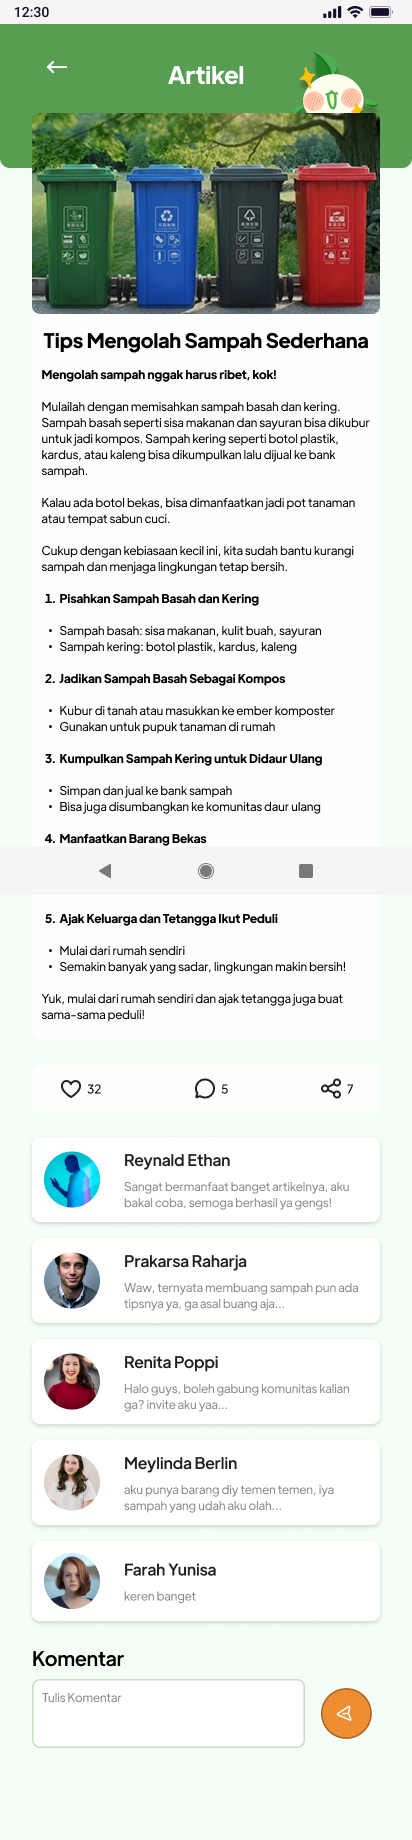 12:30
Artikel
Tips Mengolah Sampah Sederhana
Mengolah sampah nggak harus ribet, kok!
Mulailah dengan memisahkan sampah basah dan kering.
Sampah basah seperti sisa makanan dan sayuran bisa dikubur
untuk jadi kompos. Sampah kering seperti botol plastik,
kardus, atau kaleng bisa dikumpulkan lalu dijual ke bank
sampah.
Kalau ada botol bekas, bisa dimanfaatkan jadi pot tanaman
atau tempat sabun cuci.
Cukup dengan kebiasaan kecil ini, kita sudah bantu kurangi
sampah dan menjaga lingkungan tetap bersih.
1. Pisahkan Sampah Basah dan Kering
• Sampah basah: sisa makanan, kulit buah, sayuran
• Sampah kering: botol plastik, kardus, kaleng
2. Jadikan Sampah Basah Sebagai Kompos
• Kubur di tanah atau masukkan ke ember komposter
• Gunakan untuk pupuk tanaman di rumah
3. Kumpulkan Sampah Kering untuk Didaur Ulang
• Simpan dan jual ke bank sampah
• Bisa juga disumbangkan ke komunitas daur ulang
4. Manfaatkan Barang Bekas
5. Ajak Keluarga dan Tetangga Ikut Peduli
• Mulai dari rumah sendiri
• Semakin banyak yang sadar, lingkungan makin bersih!
Yuk, mulai dari rumah sendiri dan ajak tetangga juga buat
sama-sama peduli!
32 5 7
Reynald Ethan
Sangat bermanfaat banget artikelnya, aku
bakal coba, semoga berhasil ya gengs!
Prakarsa Raharja
Waw, ternyata membuang sampah pun ada
tipsnya ya, ga asal buang aja...
Renita Poppi
Halo guys, boleh gabung komunitas kalian
ga? invite aku yaa...
Meylinda Berlin
aku punya barang diy temen temen, iya
sampah yang udah aku olah...
Farah Yunisa
keren banget
Komentar
Tulis Komentar